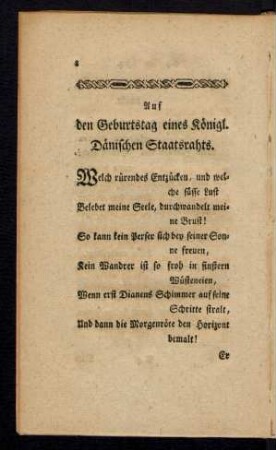 Auf
den Geburtstag eines Königl.
Dänischen Staatsrahts.
Welch rürendes Entzücken, und wel-
che süsse Lust
Belebet meine Seele, durchwandelt mei-
ne Brust!
So kann kein Perser sich bey seiner Son-
ne freuen,
Kein Wandrer ist so froh in finstern
Wüsteneien,
Wenn erst Dianens Schimmer auf seine
Schritte stralt,
Und dann die Morgenröte den Horizont
bemalt!
Er